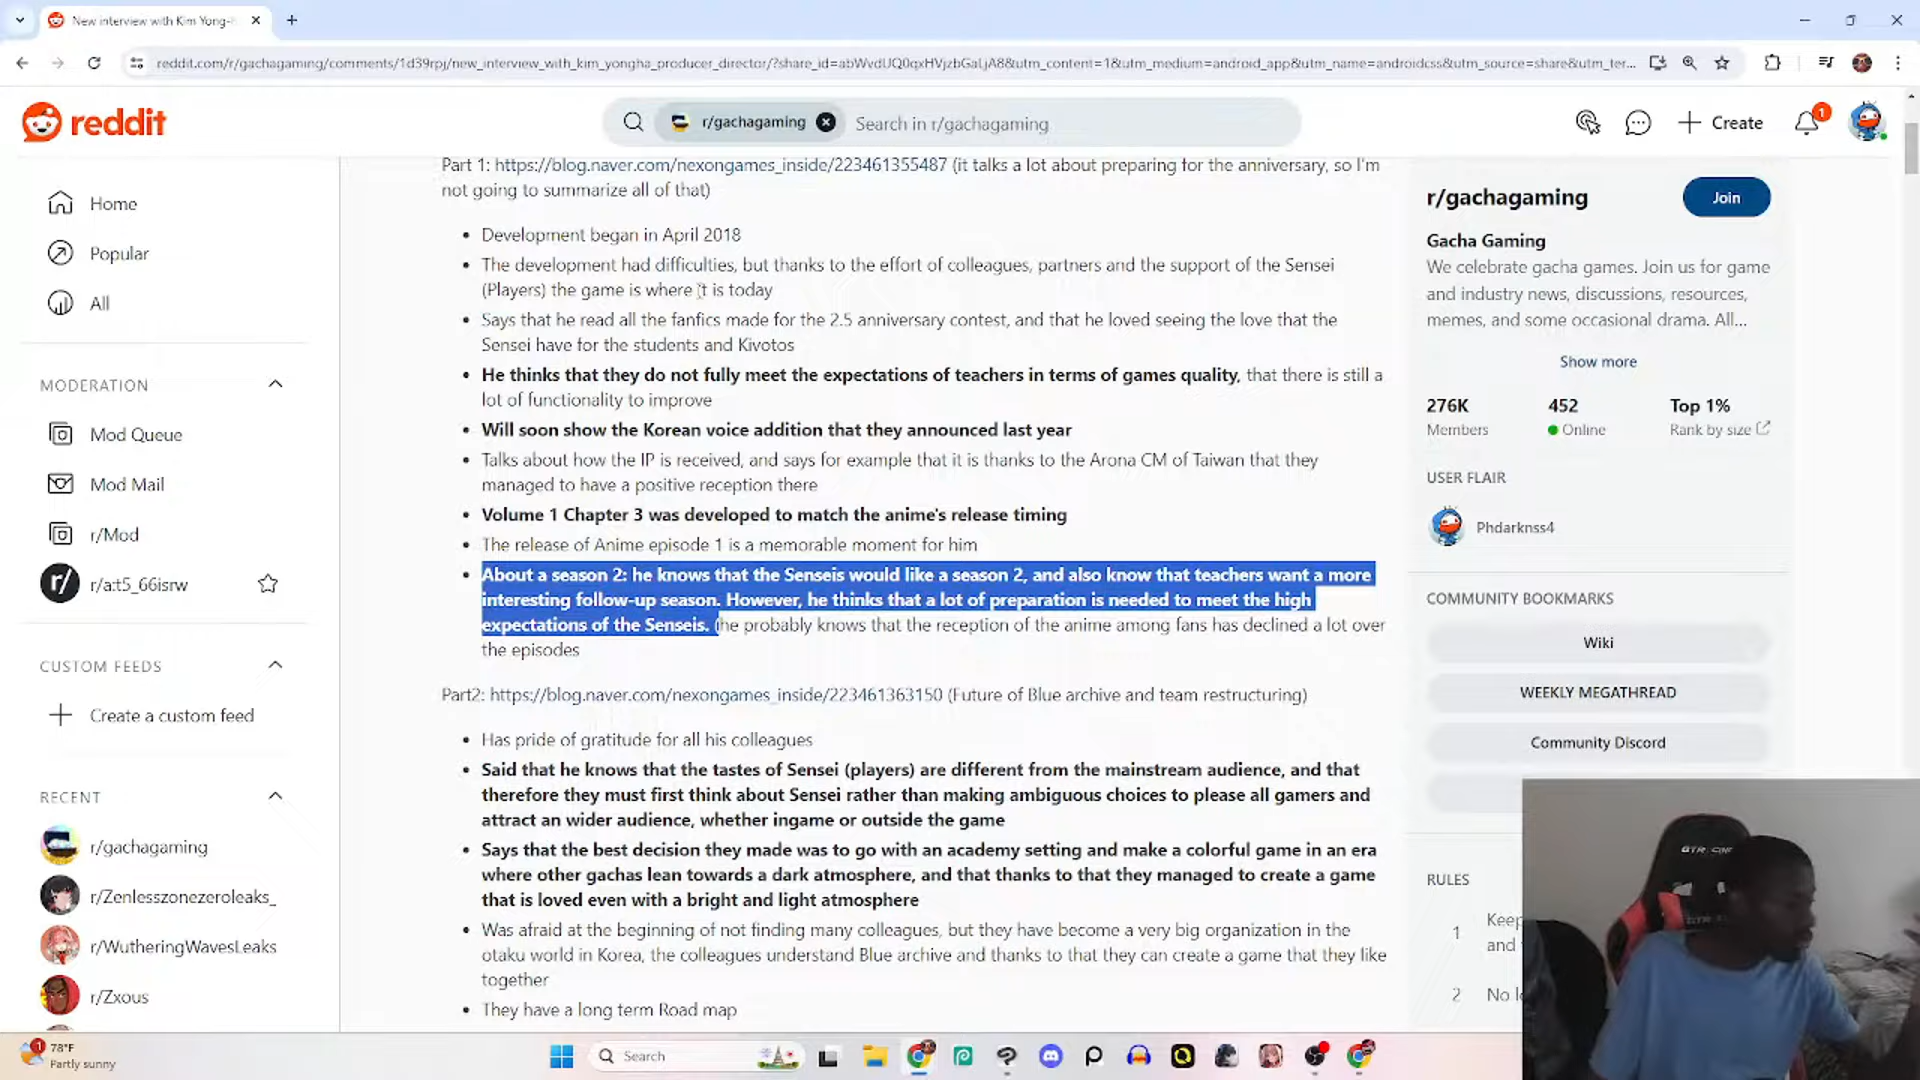 New interview with Kim Yong-
reddit.com/r/gachagaming/comments/1d39rpj/new_interview_with_kim_yongha_producer_director/?share_id=abWvdUQ0qxHVjzbGaLjA8&utm_content=1&utm_medium=android_app&utm_name=androidcss&utm_source=share&utm_ter...
reddit
r/gachagaming
Search in r/gachagaming
Create
1
Home
Popular
All
MODERATION
Mod Queue
Mod Mail
r/Mod
r/a:t5_66isrw
CUSTOM FEEDS
Create a custom feed
RECENT
r/gachagaming
r/Zenlesszonezeroleaks_
r/WutheringWavesLeaks
r/Zxous
Part 1: https://blog.naver.com/nexongames_inside/223461355487 (it talks a lot about preparing for the anniversary, so I'm
not going to summarize all of that)
• Development began in April 2018
• The development had difficulties, but thanks to the effort of colleagues, partners and the support of the Sensei
(Players) the game is where it is today
• Says that he read all the fanfics made for the 2.5 anniversary contest, and that he loved seeing the love that the
Sensei have for the students and Kivotos
• He thinks that they do not fully meet the expectations of teachers in terms of games quality, that there is still a
lot of functionality to improve
• Will soon show the Korean voice addition that they announced last year
• Talks about how the IP is received, and says for example that it is thanks to the Arona CM of Taiwan that they
managed to have a positive reception there
• Volume 1 Chapter 3 was developed to match the anime's release timing
• The release of Anime episode 1 is a memorable moment for him
• About a season 2: he knows that the Senseis would like a season 2, and also know that teachers want a more
interesting follow-up season. However, he thinks that a lot of preparation is needed to meet the high
expectations of the Senseis. (he probably knows that the reception of the anime among fans has declined a lot over
the episodes
Part2: https://blog.naver.com/nexongames_inside/223461363150 (Future of Blue archive and team restructuring)
• Has pride of gratitude for all his colleagues
• Said that he knows that the tastes of Sensei (players) are different from the mainstream audience, and that
therefore they must first think about Sensei rather than making ambiguous choices to please all gamers and
attract an wider audience, whether ingame or outside the game
• Says that the best decision they made was to go with an academy setting and make a colorful game in an era
where other gachas lean towards a dark atmosphere, and that thanks to that they managed to create a game
that is loved even with a bright and light atmosphere
• Was afraid at the beginning of not finding many colleagues, but they have become a very big organization in the
otaku world in Korea, the colleagues understand Blue archive and thanks to that they can create a game that they like
together
• They have a long term Road map
r/gachagaming
Join
Gacha Gaming
We celebrate gacha games. Join us for game
and industry news, discussions, resources,
memes, and some occasional drama. All...
Show more
276K
452
Top 1%
Members
Online
Rank by size
USER FLAIR
Phdarknss4
COMMUNITY BOOKMARKS
Wiki
WEEKLY MEGATHREAD
Community Discord
RULES
1
Keep
and
2
No
1
78°F
Partly sunny
Search